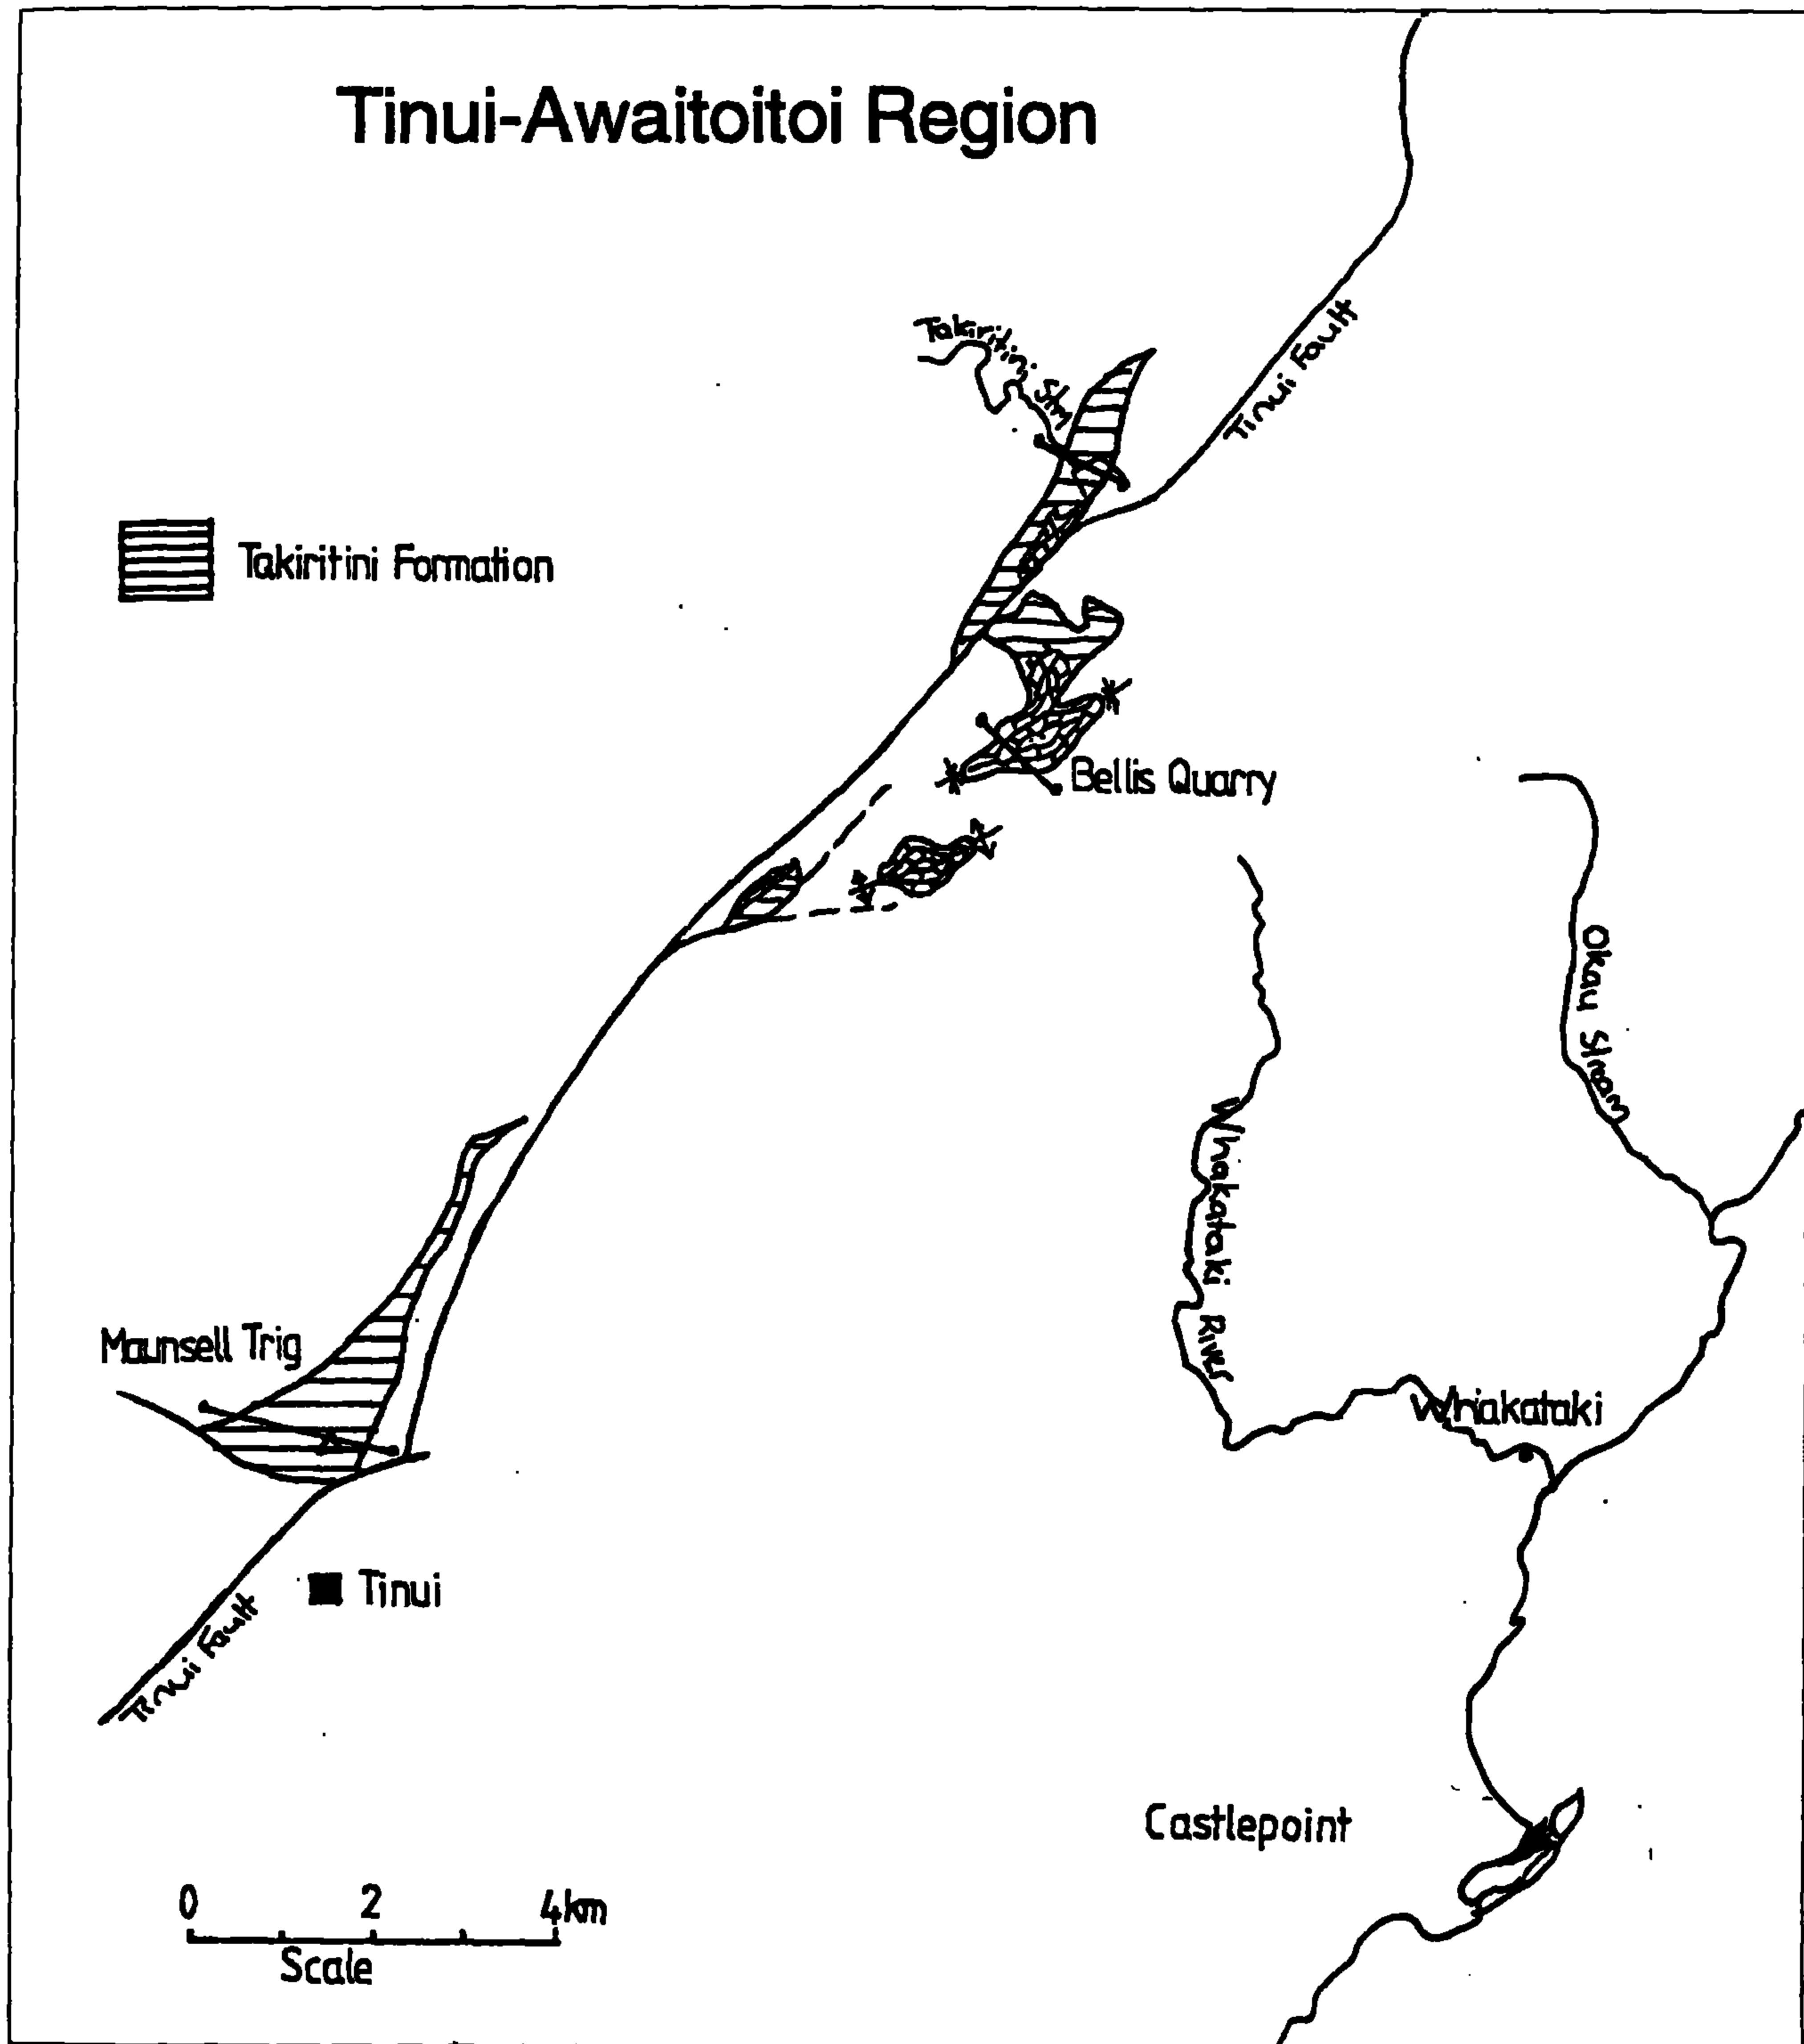 Tinui-Awaitoitoi Region
Takiritini Stm
Tinui Fault
Takiritini Formation
Bellis Quarry
Okau Stream
Whakataki River
Maunsell Trig
Whakataki
Tinui
Tinui Fault
Castlepoint
0 2 4km
Scale